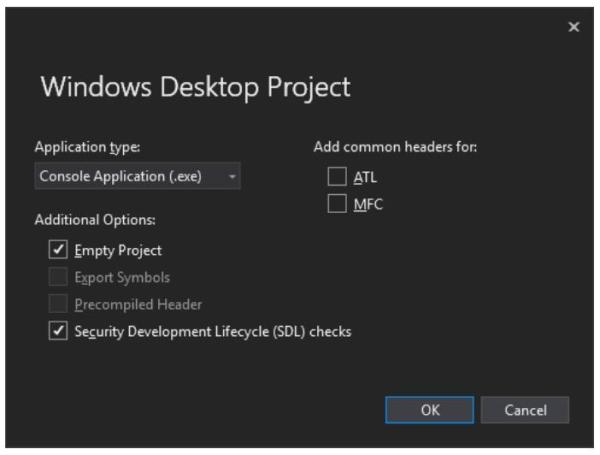 Windows Desktop Project
Application type:
Console Application (.exe)
Add common headers for:
ATL
MFC
Additional Options:
Empty Project
Export Symbols
Precompiled Header
Security Development Lifecycle (SDL) checks
OK
Cancel